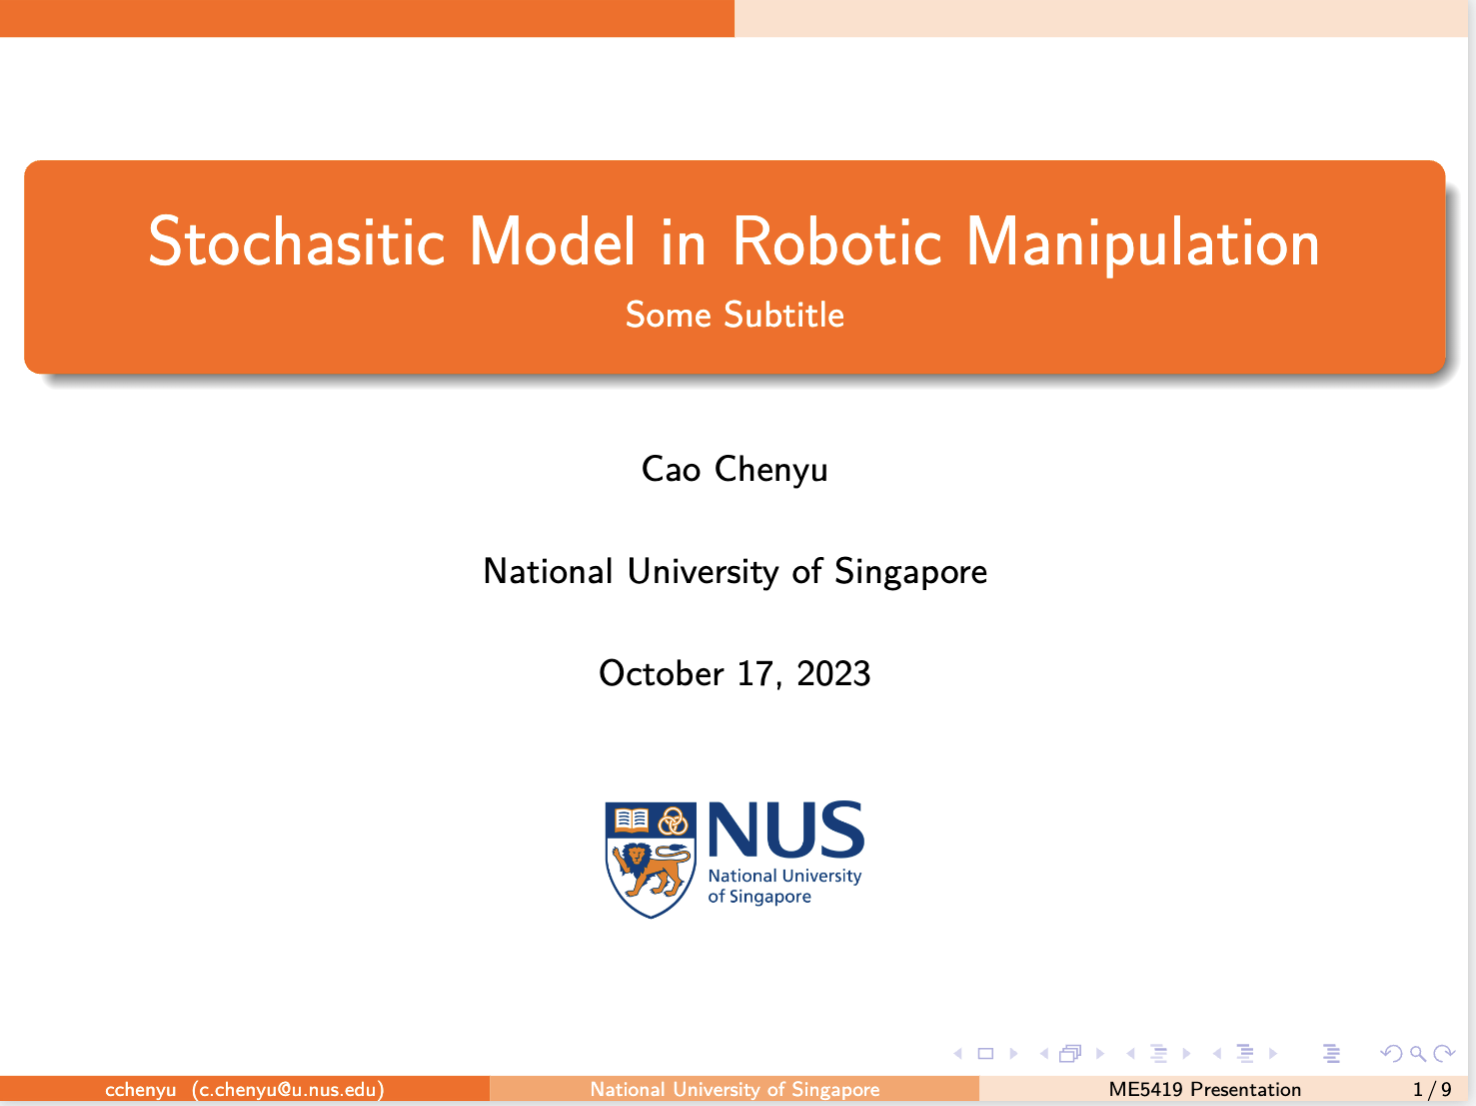 Stochasitic Model in Robotic Manipulation
Some Subtitle
Cao Chenyu
National University of Singapore
October 17, 2023
NUS
National University
of Singapore
cchenyu (c.chenyu@u.nus.edu) National University of Singapore ME5419 Presentation 1 / 9